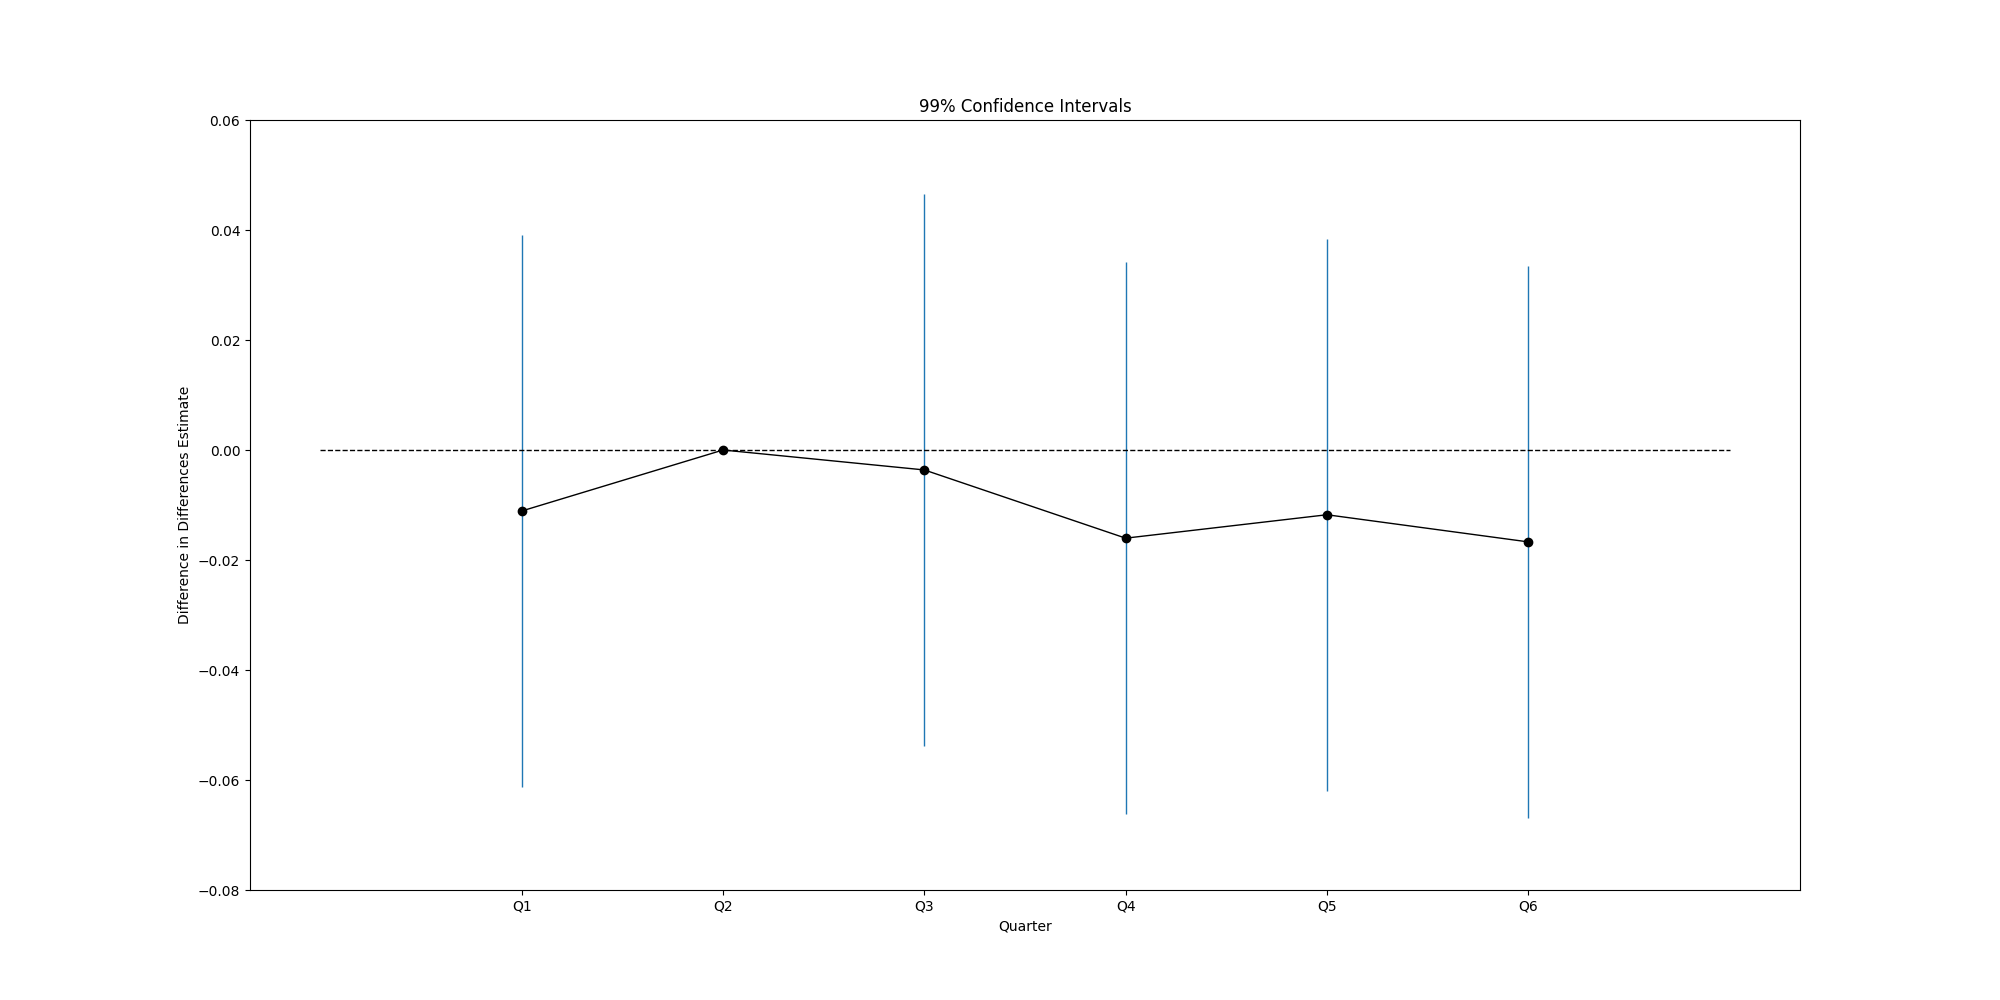 99% Confidence Intervals
0.06
0.04
0.02
0.00
−0.02
−0.04
−0.06
−0.08
Difference in Differences Estimate
Q1 Q2 Q3 Q4 Q5 Q6
Quarter